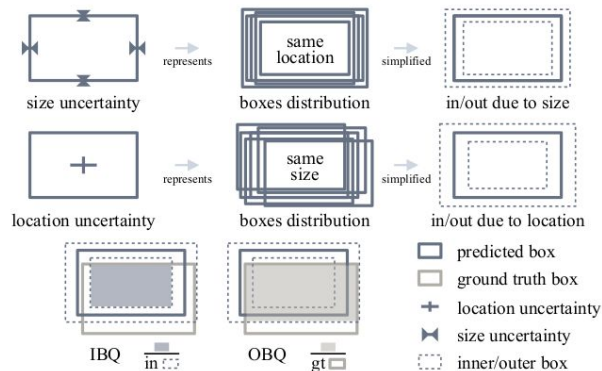 same
location
represents
simplified
size uncertainty
boxes distribution
in/out due to size
same
size
represents
simplified
location uncertainty
boxes distribution
in/out due to location
predicted box
ground truth box
location uncertainty
size uncertainty
inner/outer box
IBQ
in
OBQ
gt